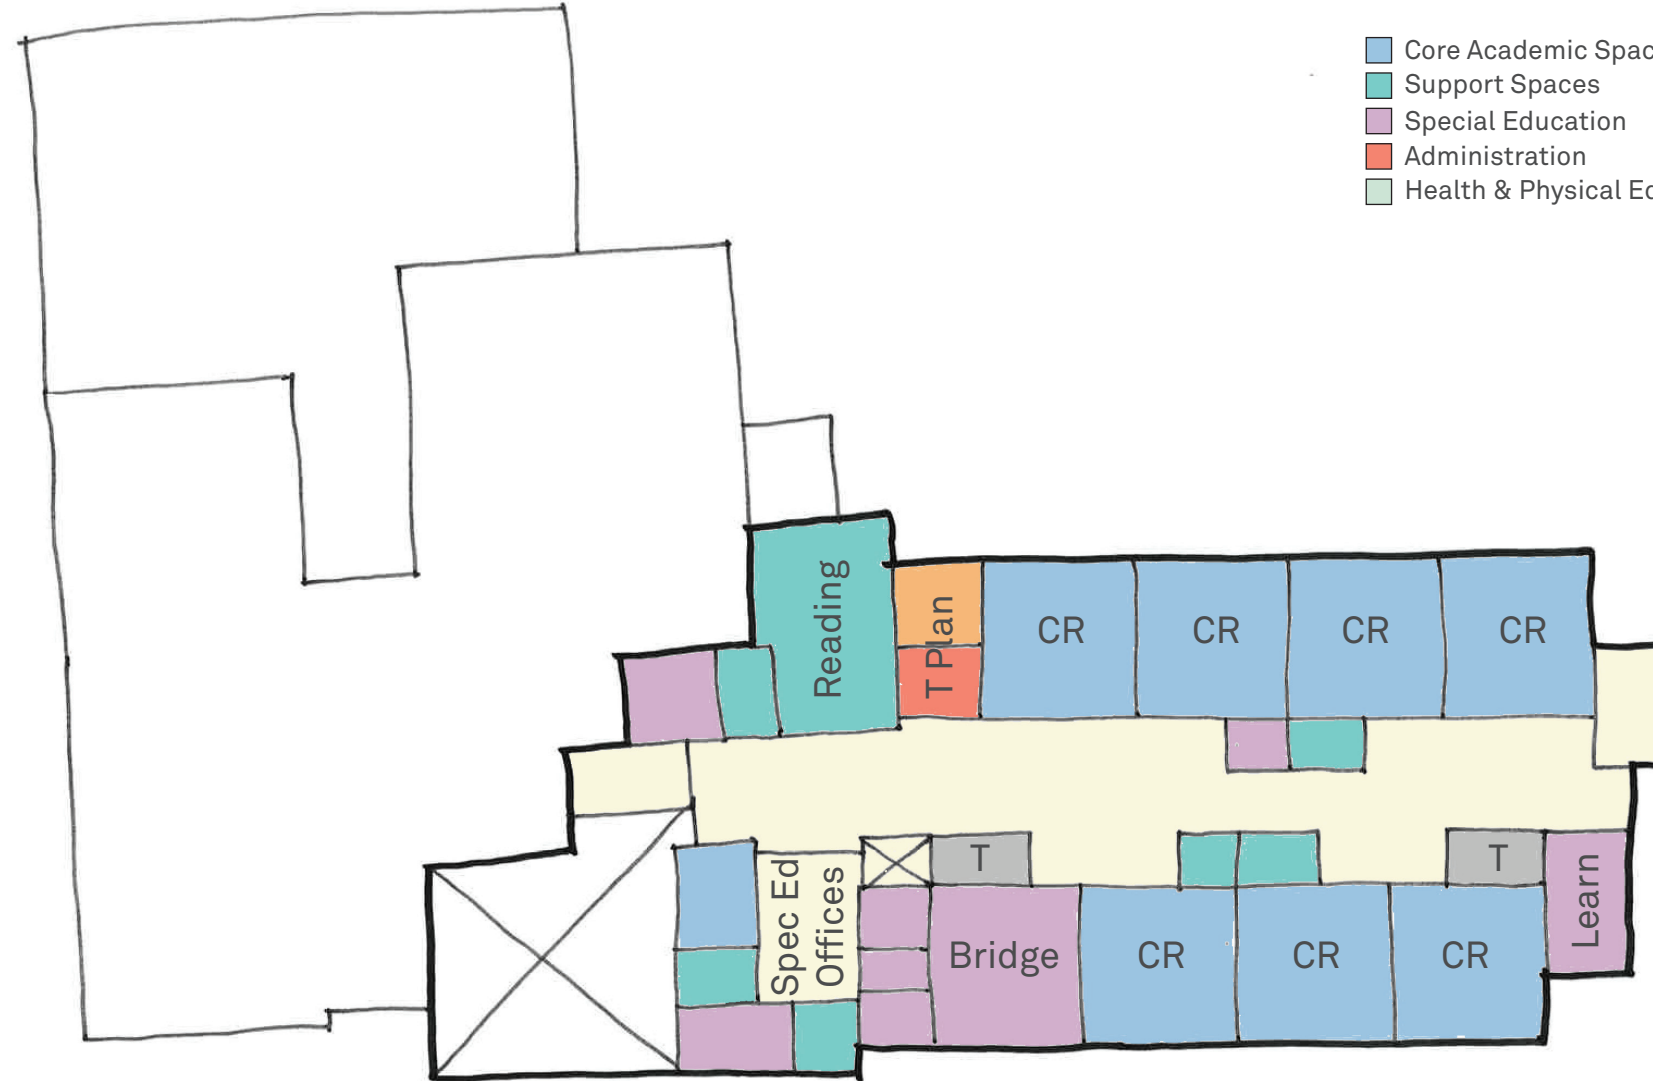 Core Academic Spac
Support Spaces
Special Education
Administration
Health & Physical Ed
Reading
T Plan
CR
CR
CR
CR
T
T
Spec Ed
Offices
Bridge
CR
CR
CR
Learn